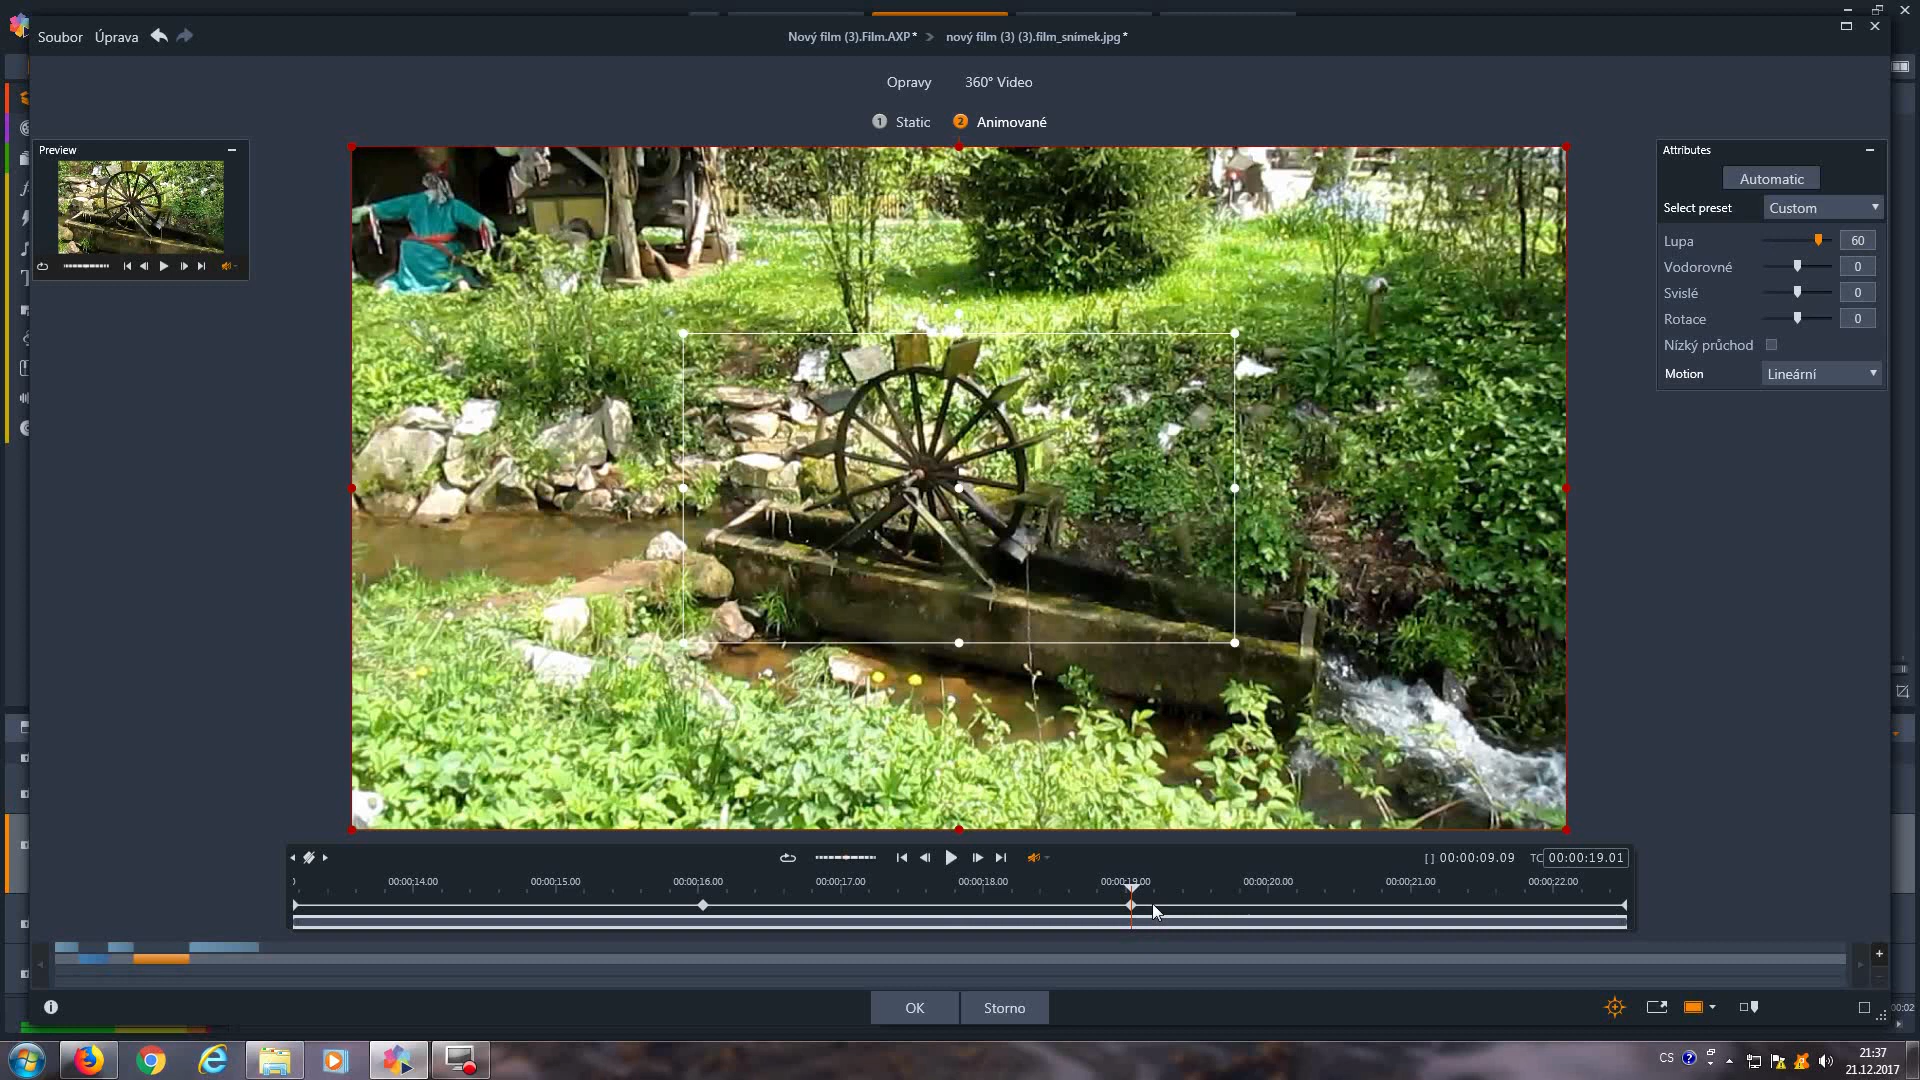 Soubor Úprava
Nový film (3).Film.AXP* > nový film (3) (3).film_snímek.jpg*
Opravy 360° Video
1 Static 2 Animované
Preview
Attributes
Automatic
Select preset Custom
Lupa 60
Vodorovné 0
Svislé 0
Rotace 0
Nízký průchod
Motion Lineární
[ ] 00:00:09.09 TC 00:00:19.01
00:00:14.00 00:00:15.00 00:00:16.00 00:00:17.00 00:00:18.00 00:00:19.00 00:00:20.00 00:00:21.00 00:00:22.00
OK Storno
CS
21:37
21.12.2017